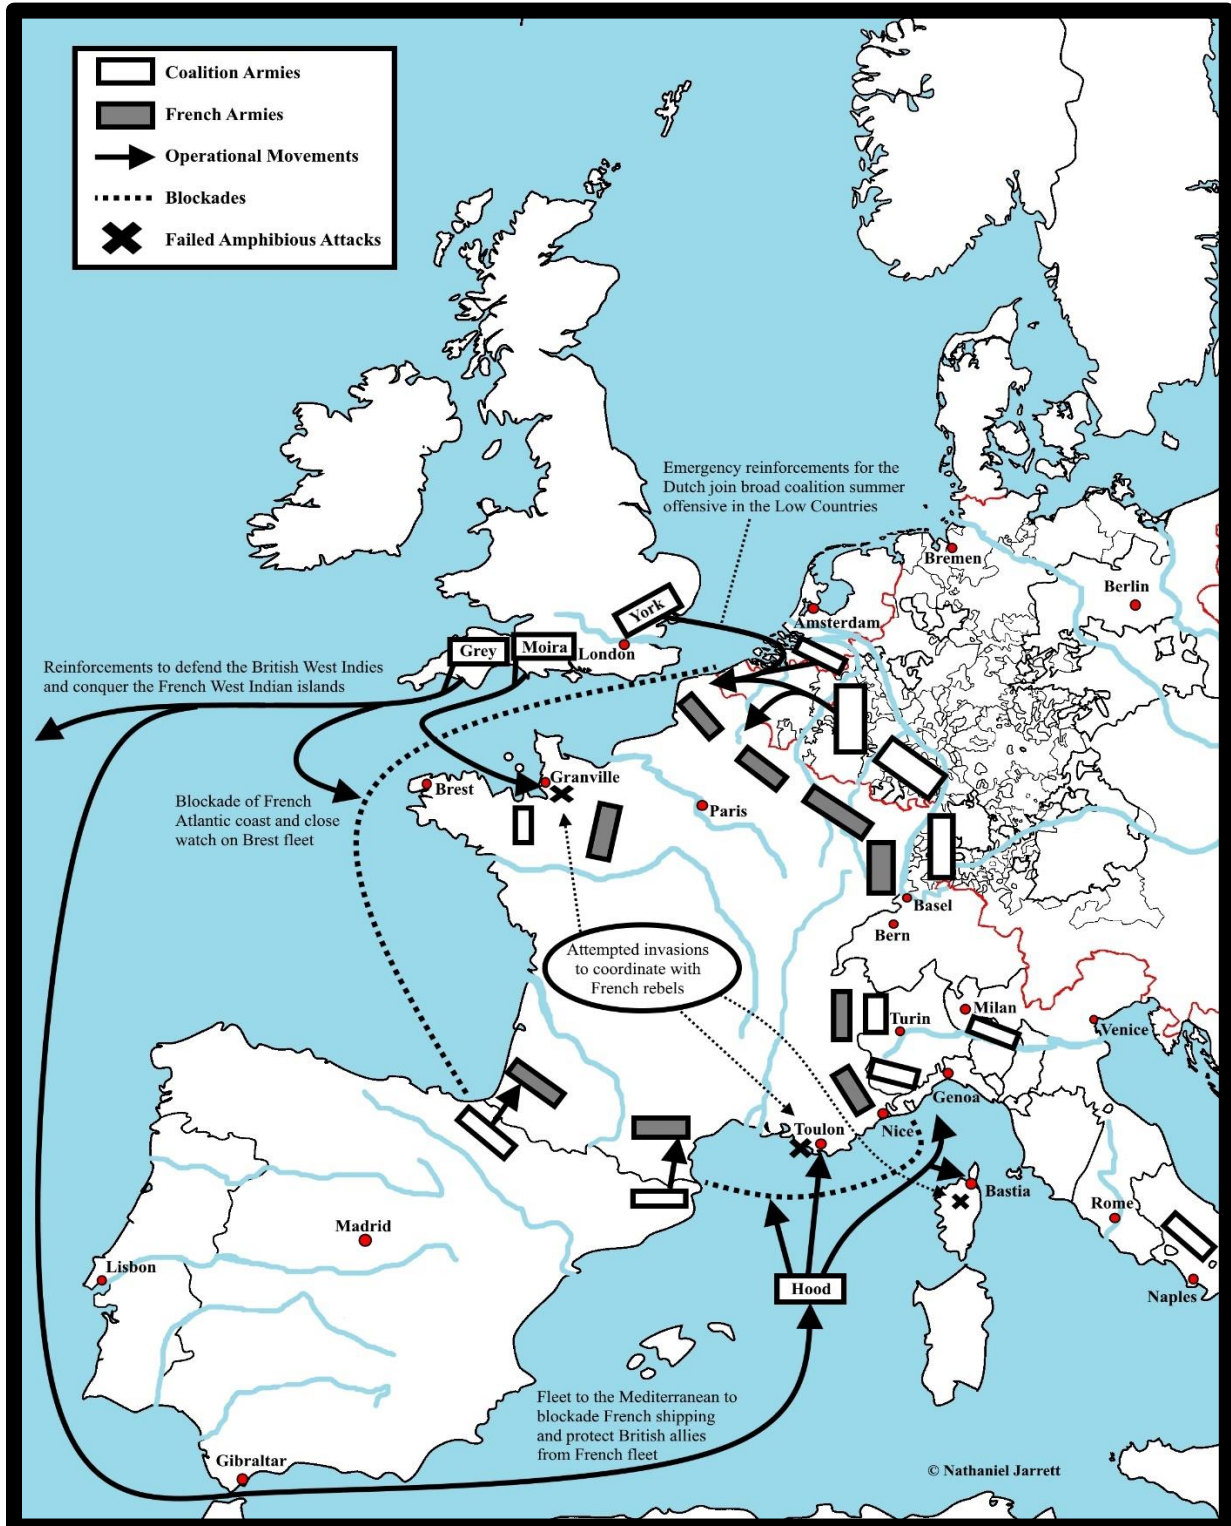 Coalition Armies
French Armies
Operational Movements
Blockades
Failed Amphibious Attacks
Emergency reinforcements for the
Dutch join broad coalition summer
offensive in the Low Countries
Bremen
Berlin
Amsterdam
York
London
Grey
Moira
Reinforcements to defend the British West Indies
and conquer the French West Indian islands
Granville
Brest
Paris
Blockade of French
Atlantic coast and close
watch on Brest fleet
Basel
Bern
Attempted invasions
to coordinate with
French rebels
Milan
Turin
Venice
Genoa
Nice
Toulon
Bastia
Rome
Madrid
Lisbon
Hood
Naples
Fleet to the Mediterranean to
blockade French shipping
and protect British allies
from French fleet
Gibraltar
© Nathaniel Jarrett